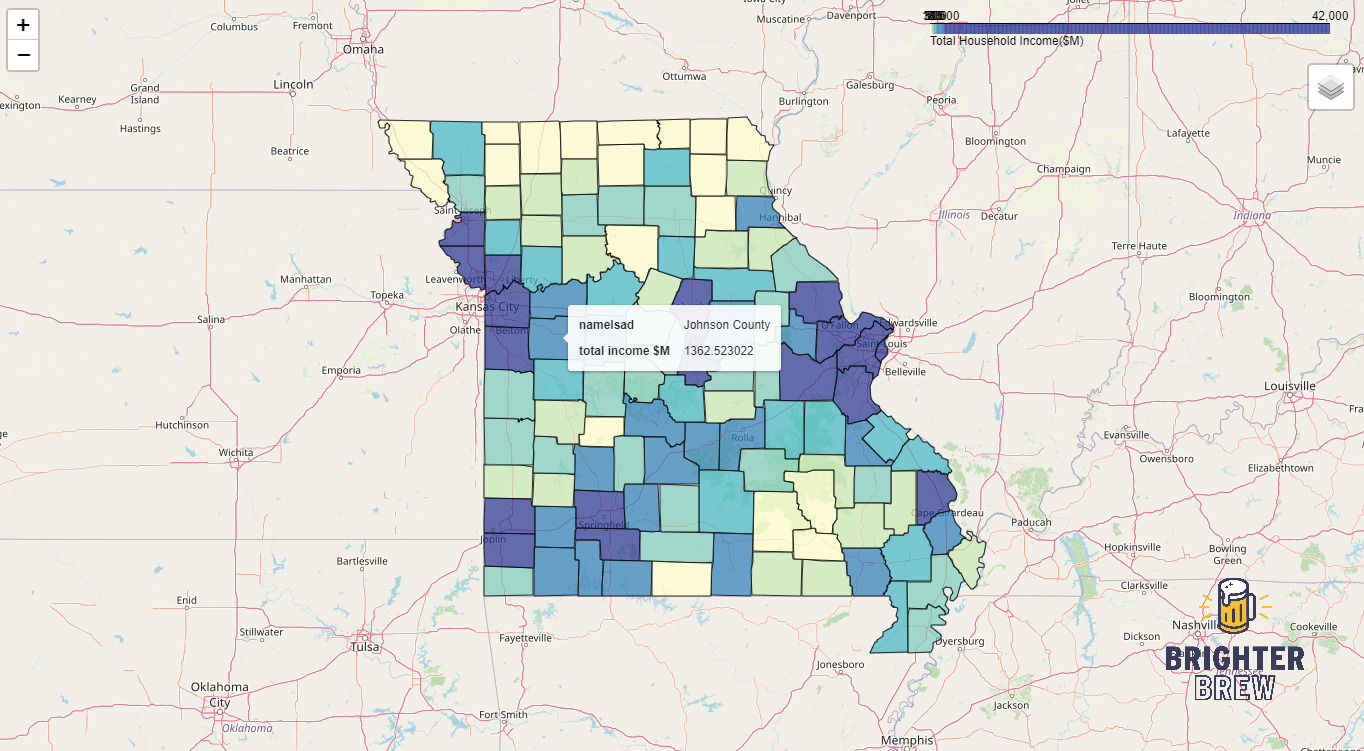 +
−
42,000
Total Household Income($M)
Iowa City
Columbus
Fremont
Muscatine
Davenport
Joliet
Omaha
Ottumwa
Galesburg
Lincoln
Grand
Island
Kearney
Burlington
Peoria
Hastings
Bloomington
Lafayette
Beatrice
Muncie
Champaign
Quincy
Saint Joseph
Hannibal
Illinois
Decatur
Indiana
Terre Haute
Manhattan
Leavenworth
Liberty
Topeka
Bloomington
Kansas City
Salina
Olathe
Belton
namelsad Johnson County
total income $M 1362.523022
O'Fallon
Edwardsville
Saint Louis
Emporia
Belleville
Louisville
Hutchinson
Rolla
Evansville
Wichita
Owensboro
Elizabethtown
Springfield
Cape Girardeau
Paducah
Joplin
Hopkinsville
Bowling
Green
Bartlesville
Clarksville
Enid
Nashville
Cookeville
Stillwater
Fayetteville
Dickson
Tulsa
Dyersburg
Jonesboro
BRIGHTER
Tennessee
BREW
Oklahoma
City
Jackson
Fort Smith
Oklahoma
Memphis